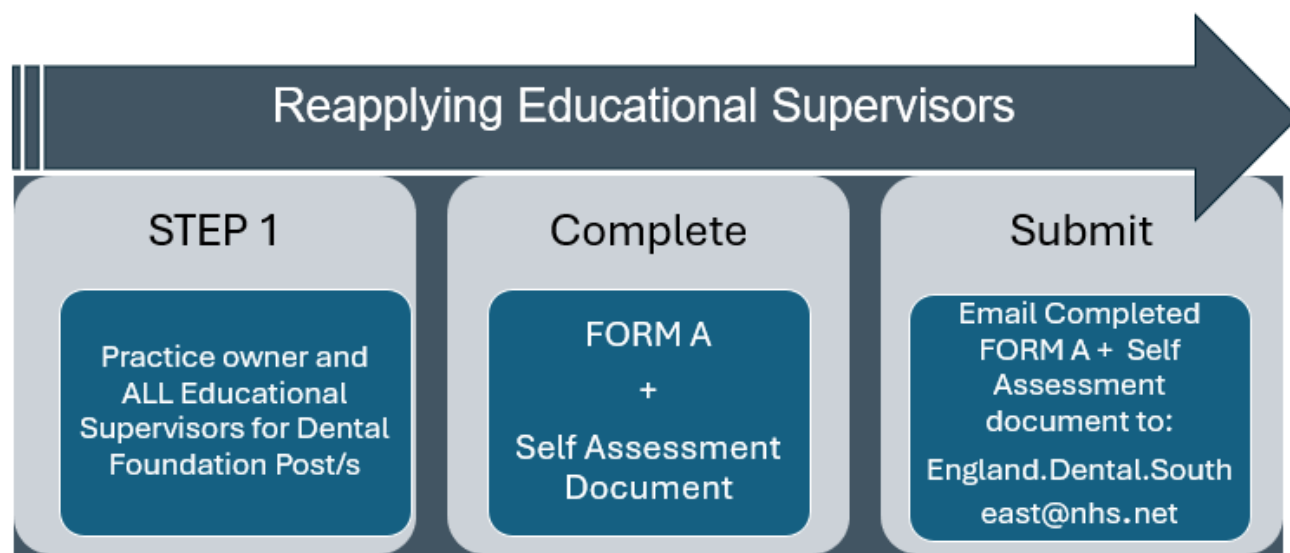 Reapplying Educational Supervisors
STEP 1
Practice owner and
ALL Educational
Supervisors for Dental
Foundation Post/s
Complete
FORM A
+
Self Assessment
Document
Submit
Email Completed
FORM A + Self
Assessment
document to:
England.Dental.South
east@nhs.net